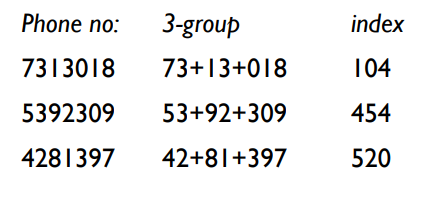 Phone no: 3-group index
7313018 73+13+018 104
5392309 53+92+309 454
4281397 42+81+397 520